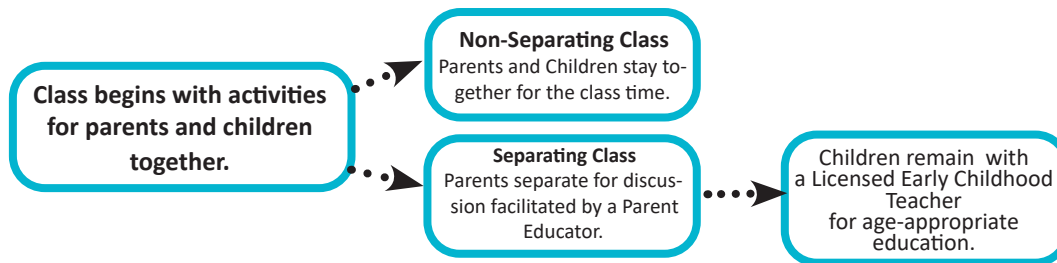 Class begins with activities
for parents and children
together.
Non-Separating Class
Parents and Children stay to-
gether for the class time.
Separating Class
Parents separate for discus-
sion facilitated by a Parent
Educator.
Children remain with
a Licensed Early Childhood
Teacher
for age-appropriate
education.